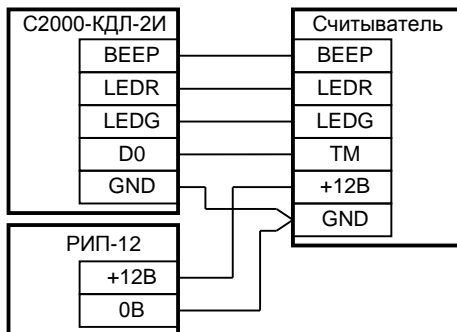 С2000-КДЛ-2И
BEEP
LEDR
LEDG
D0
GND
РИП-12
+12В
0В
Считыватель
BEEP
LEDR
LEDG
TM
+12В
GND